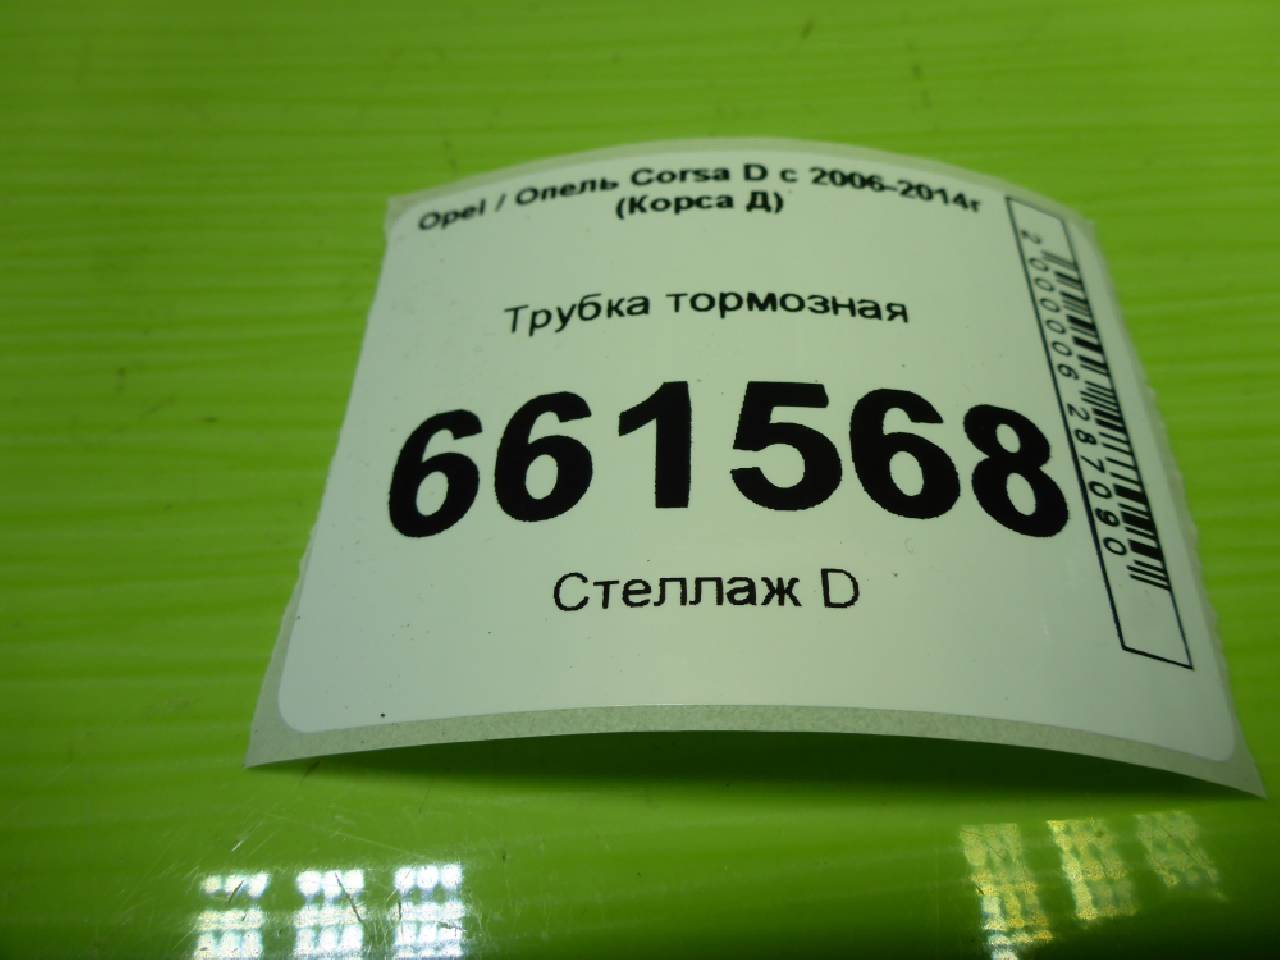 Opel / Опель Corsa D с 2006-2014г
(Корса Д)
Трубка тормозная
661568
Стеллаж D
2000006287090